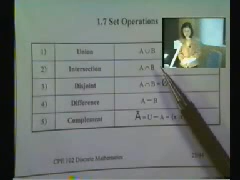 1.7 Set Operations
1) Union A ∪ B
2) Intersection A ∩ B
3) Disjoint A ∩ B =
4) Difference A - B
5) Complement A = U - A =
CPE 102 Discrete Mathematics